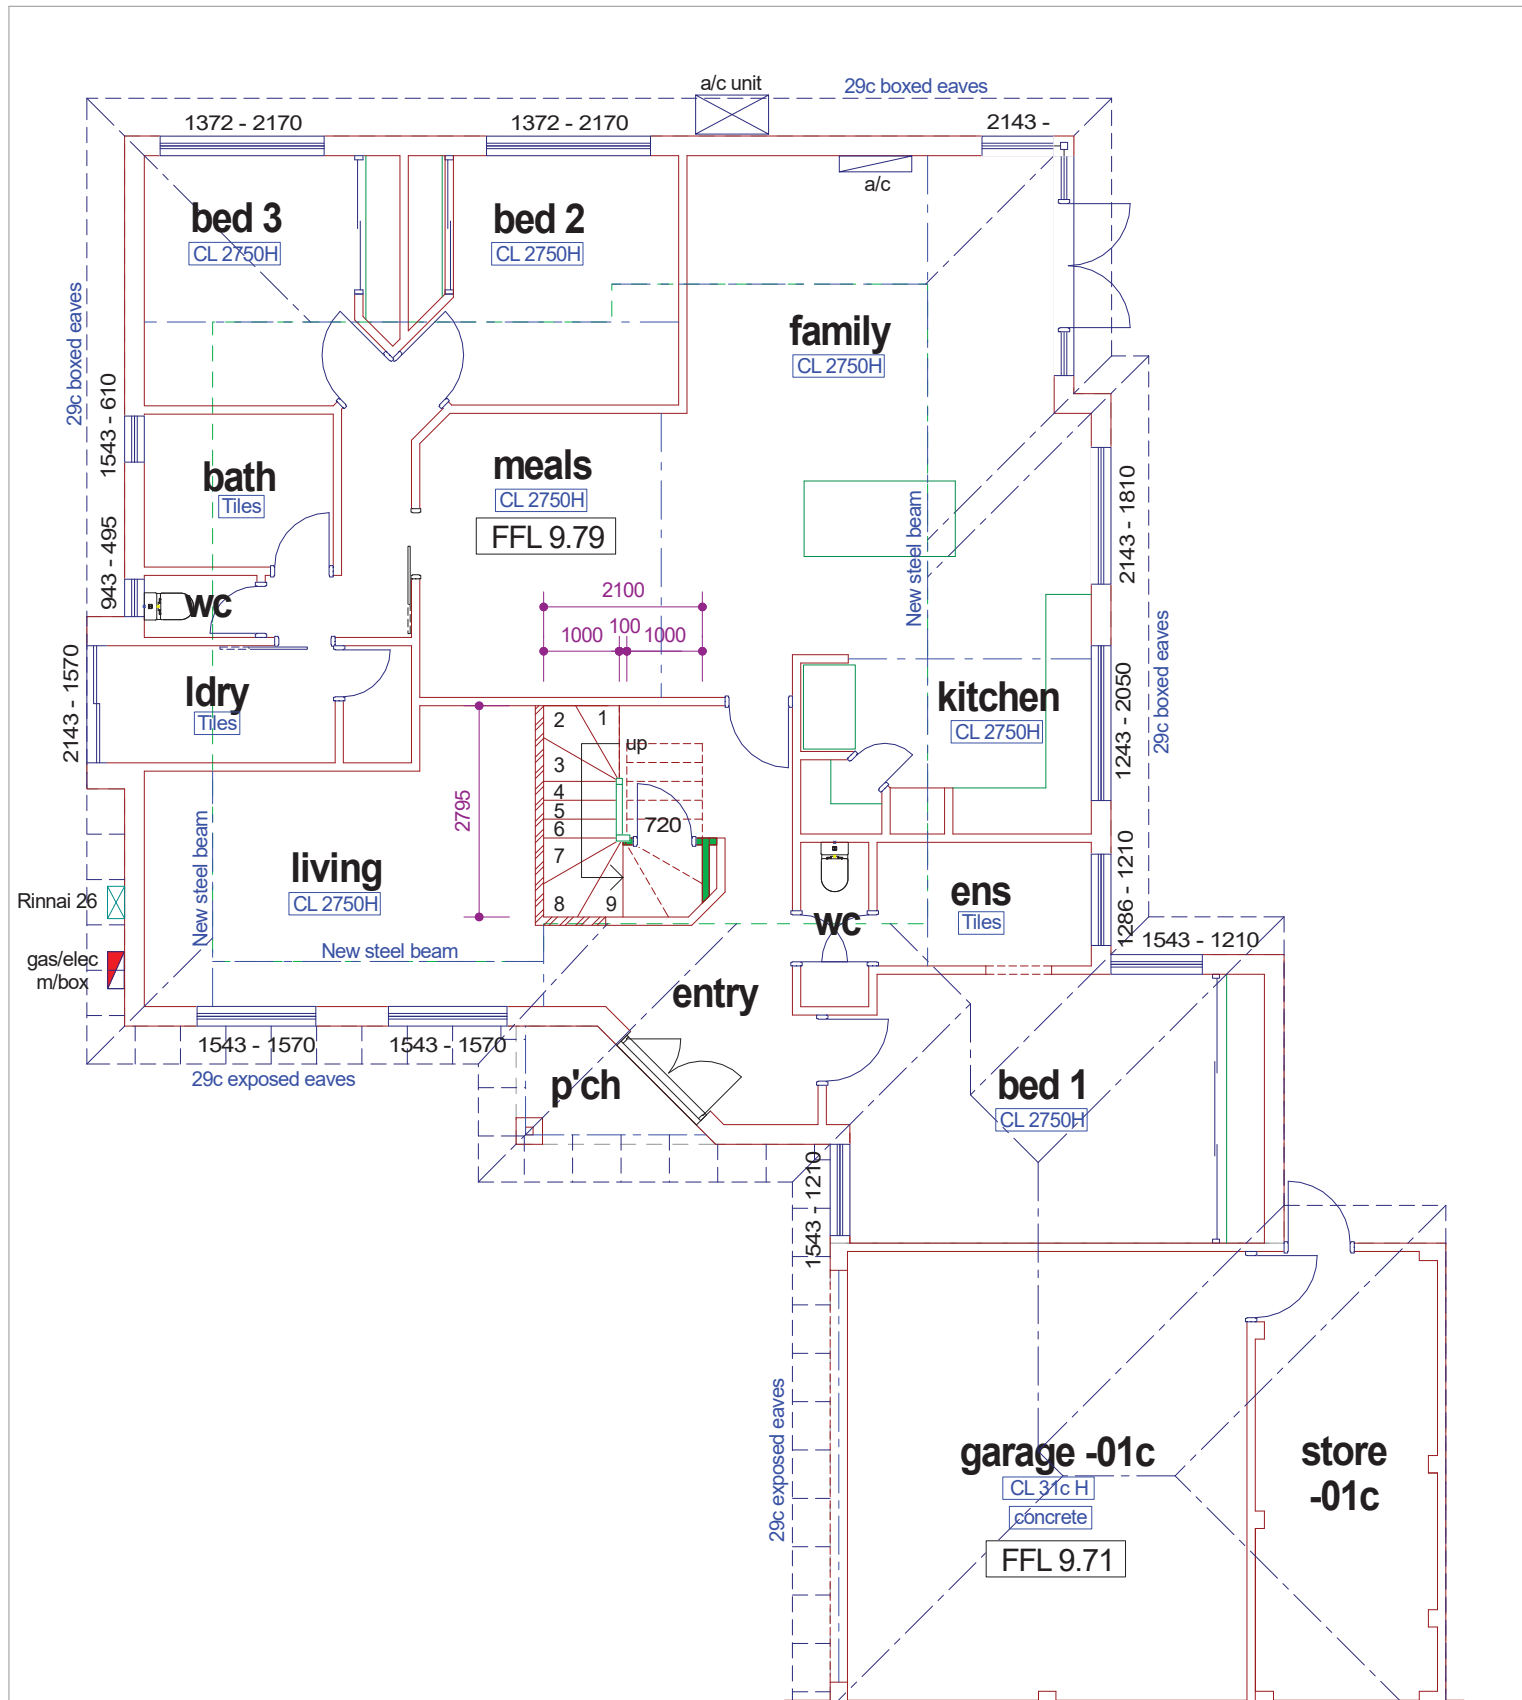 a/c unit
29c boxed eaves
1372 - 2170
1372 - 2170
2143 -
a/c
bed 3
CL 2750H
bed 2
CL 2750H
family
CL 2750H
29c boxed eaves
1543 - 610
bath
Tiles
meals
CL 2750H
FFL 9.79
New steel beam
2143 - 1810
943 - 495
wc
2100
1000
100
1000
29c boxed eaves
2143 - 1570
ldry
Tiles
kitchen
CL 2750H
1243 - 2050
2
1
up
3
4
5
6
7
8
9
720
2795
New steel beam
living
CL 2750H
New steel beam
Rinnai 26
gas/elec
m/box
wc
ens
Tiles
1286 - 1210
1543 - 1210
entry
1543 - 1570
1543 - 1570
29c exposed eaves
p'ch
bed 1
CL 2750H
1543 - 1210
29c exposed eaves
garage -01c
CL 31c H
concrete
FFL 9.71
store
-01c